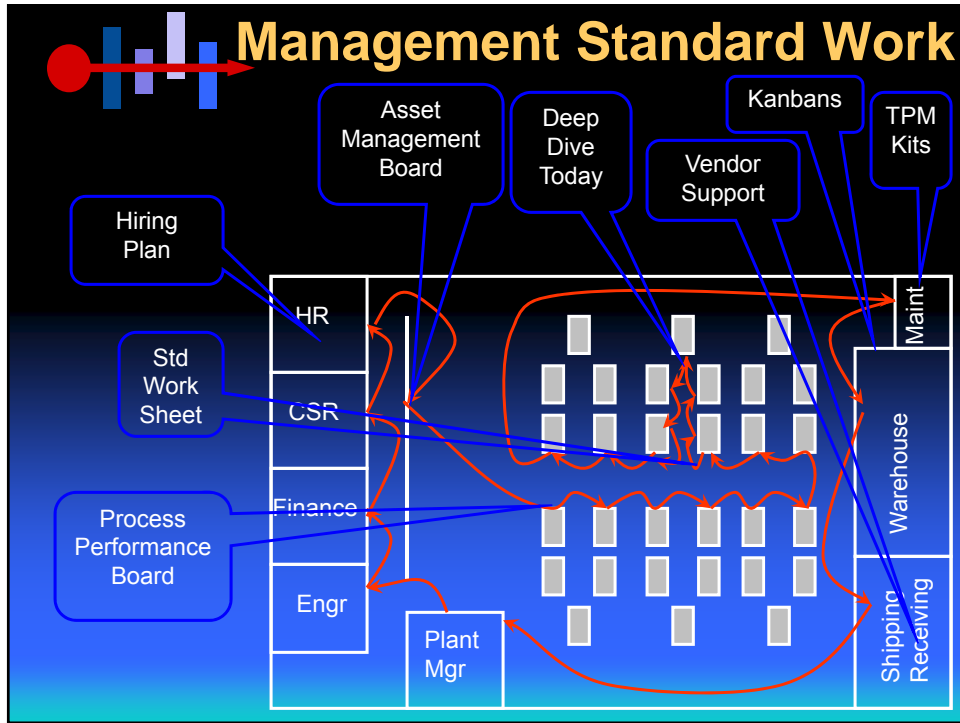 Management Standard Work
Kanbans
TPM
Kits
Asset
Management
Board
Deep
Dive
Today
Vendor
Support
Hiring
Plan
HR
Maint
Std
Work
Sheet
CSR
Warehouse
Finance
Process
Performance
Board
Engr
Plant
Mgr
Shipping
Receiving